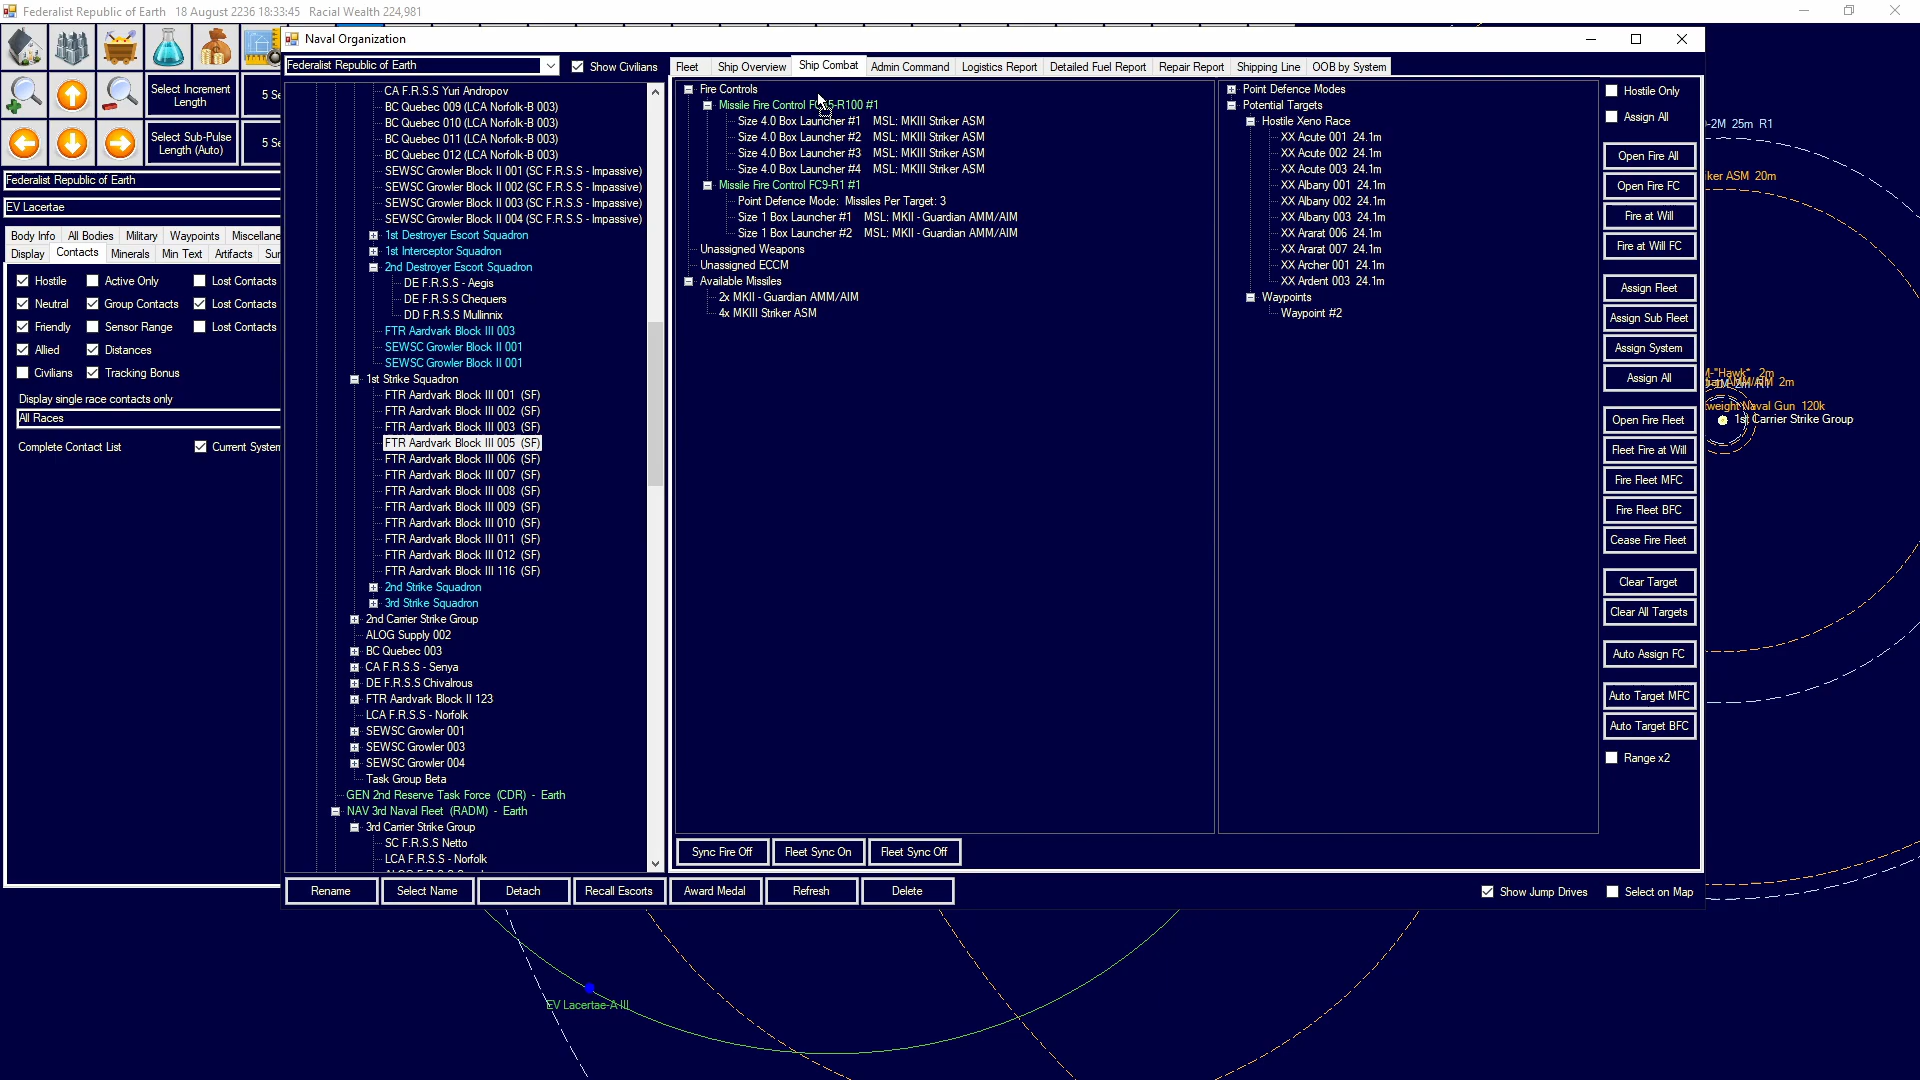 Federalist Republic of Earth   18 August 2236 18:33:45   Racial Wealth 224,981
Naval Organization
Select Increment Length
5 Se
Select Sub-Pulse Length (Auto)
5 Se
Federalist Republic of Earth
EV Lacertae
Body Info   All Bodies   Military   Waypoints   Miscellane
Display   Contacts   Minerals   Min Text   Artifacts   Sur
Hostile   Active Only   Lost Contacts
Neutral   Group Contacts   Lost Contacts
Friendly   Sensor Range   Lost Contacts
Allied   Distances
Civilians   Tracking Bonus
Display single race contacts only
All Races
Complete Contact List   Current System
Federalist Republic of Earth   Show Civilians
CA F.R.S.S Yuri Andropov
BC Quebec 009 (LCA Norfolk-B 003)
BC Quebec 010 (LCA Norfolk-B 003)
BC Quebec 011 (LCA Norfolk-B 003)
BC Quebec 012 (LCA Norfolk-B 003)
SEWSC Growler Block II 001 (SC F.R.S.S - Impassive)
SEWSC Growler Block II 002 (SC F.R.S.S - Impassive)
SEWSC Growler Block II 003 (SC F.R.S.S - Impassive)
SEWSC Growler Block II 004 (SC F.R.S.S - Impassive)
1st Destroyer Escort Squadron
1st Interceptor Squadron
2nd Destroyer Escort Squadron
DE F.R.S.S - Aegis
DE F.R.S.S Chequers
DD F.R.S.S Mullinnix
FTR Aardvark Block III 003
SEWSC Growler Block II 001
SEWSC Growler Block II 001
1st Strike Squadron
FTR Aardvark Block III 001  (SF)
FTR Aardvark Block III 002  (SF)
FTR Aardvark Block III 003  (SF)
FTR Aardvark Block III 005  (SF)
FTR Aardvark Block III 006  (SF)
FTR Aardvark Block III 007  (SF)
FTR Aardvark Block III 008  (SF)
FTR Aardvark Block III 009  (SF)
FTR Aardvark Block III 010  (SF)
FTR Aardvark Block III 011  (SF)
FTR Aardvark Block III 012  (SF)
FTR Aardvark Block III 116  (SF)
2nd Strike Squadron
3rd Strike Squadron
2nd Carrier Strike Group
ALOG Supply 002
BC Quebec 003
CA F.R.S.S - Senya
DE F.R.S.S Chivalrous
FTR Aardvark Block II 123
LCA F.R.S.S - Norfolk
SEWSC Growler 001
SEWSC Growler 003
SEWSC Growler 004
Task Group Beta
GEN 2nd Reserve Task Force  (CDR)  -  Earth
NAV 3rd Naval Fleet  (RADM)  -  Earth
3rd Carrier Strike Group
SC F.R.S.S Netto
LCA F.R.S.S - Norfolk
Rename   Select Name   Detach   Recall Escorts   Award Medal   Refresh   Delete
Fleet   Ship Overview   Ship Combat   Admin Command   Logistics Report   Detailed Fuel Report   Repair Report   Shipping Line   OOB by System
Fire Controls
Missile Fire Control   -R100 #1
Size 4.0 Box Launcher #1    MSL: MKIII Striker ASM
Size 4.0 Box Launcher #2    MSL: MKIII Striker ASM
Size 4.0 Box Launcher #3    MSL: MKIII Striker ASM
Size 4.0 Box Launcher #4    MSL: MKIII Striker ASM
Missile Fire Control FC9-R1 #1
Point Defence Mode:  Missiles Per Target: 3
Size 1 Box Launcher #1    MSL: MKII - Guardian AMM/AIM
Size 1 Box Launcher #2    MSL: MKII - Guardian AMM/AIM
Unassigned Weapons
Unassigned ECCM
Available Missiles
2x MKII - Guardian AMM/AIM
4x MKIII Striker ASM
Sync Fire Off   Fleet Sync On   Fleet Sync Off
Point Defence Modes
Potential Targets
Hostile Xeno Race
XX Acute 001  24.1m
XX Acute 002  24.1m
XX Acute 003  24.1m
XX Albany 001  24.1m
XX Albany 002  24.1m
XX Albany 003  24.1m
XX Ararat 006  24.1m
XX Ararat 007  24.1m
XX Archer 001  24.1m
XX Ardent 003  24.1m
Waypoints
Waypoint #2
Hostile Only
Assign All
Open Fire All
Open Fire FC
Fire at Will
Fire at Will FC
Assign Fleet
Assign Sub Fleet
Assign System
Assign All
Open Fire Fleet
Fleet Fire at Will
Fire Fleet MFC
Fire Fleet BFC
Cease Fire Fleet
Clear Target
Clear All Targets
Auto Assign FC
Auto Target MFC
Auto Target BFC
Range x2
Show Jump Drives   Select on Map
-2M  25m  R1
ker ASM  20m
"Hawk"  2m
2m
weight Naval Gun  120k
1st Carrier Strike Group
EV Lacertae-A III